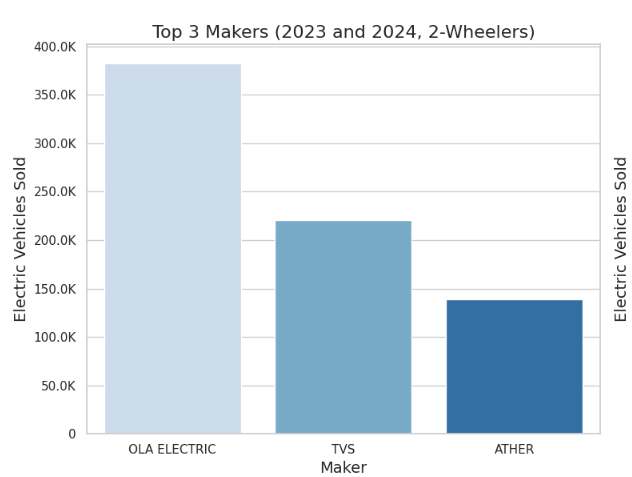 Top 3 Makers (2023 and 2024, 2-Wheelers)
400.0K
350.0K
300.0K
250.0K
200.0K
150.0K
100.0K
50.0K
0
Electric Vehicles Sold
Electric Vehicles Sold
OLA ELECTRIC
TVS
ATHER
Maker